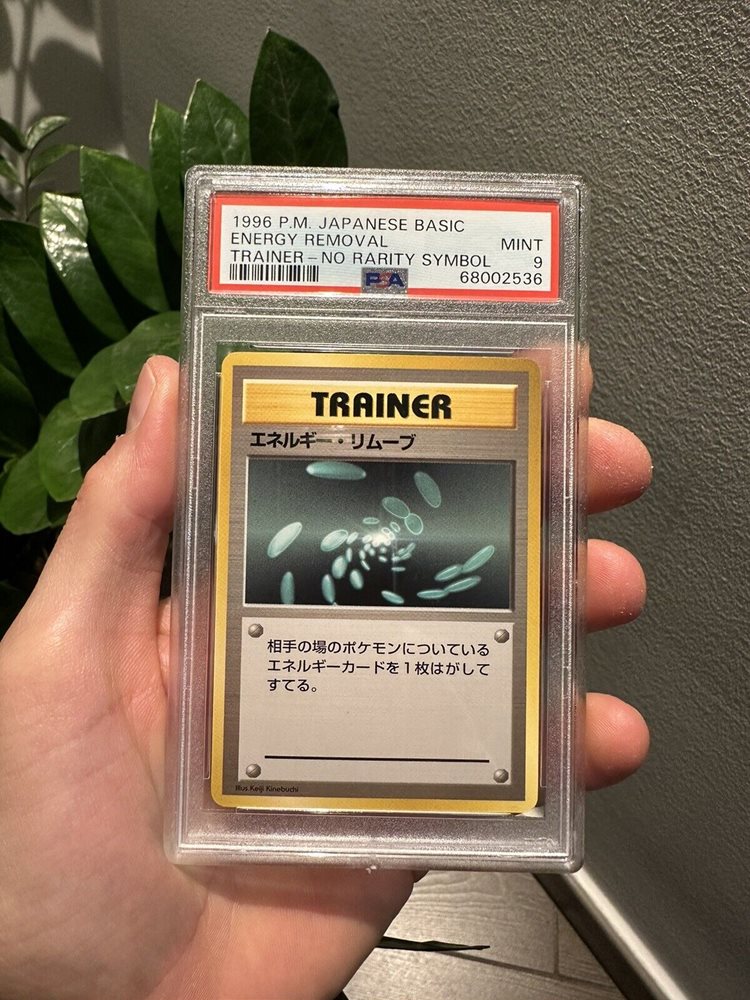 1996 P.M. JAPANESE BASIC
ENERGY REMOVAL MINT
TRAINER - NO RARITY SYMBOL 9
PSA 68002536
TRAINER
エネルギー・リムーブ
相手の場のポケモンについている
エネルギーカードを1枚はがして
すてる。
Illus. Keiji Kinebuchi